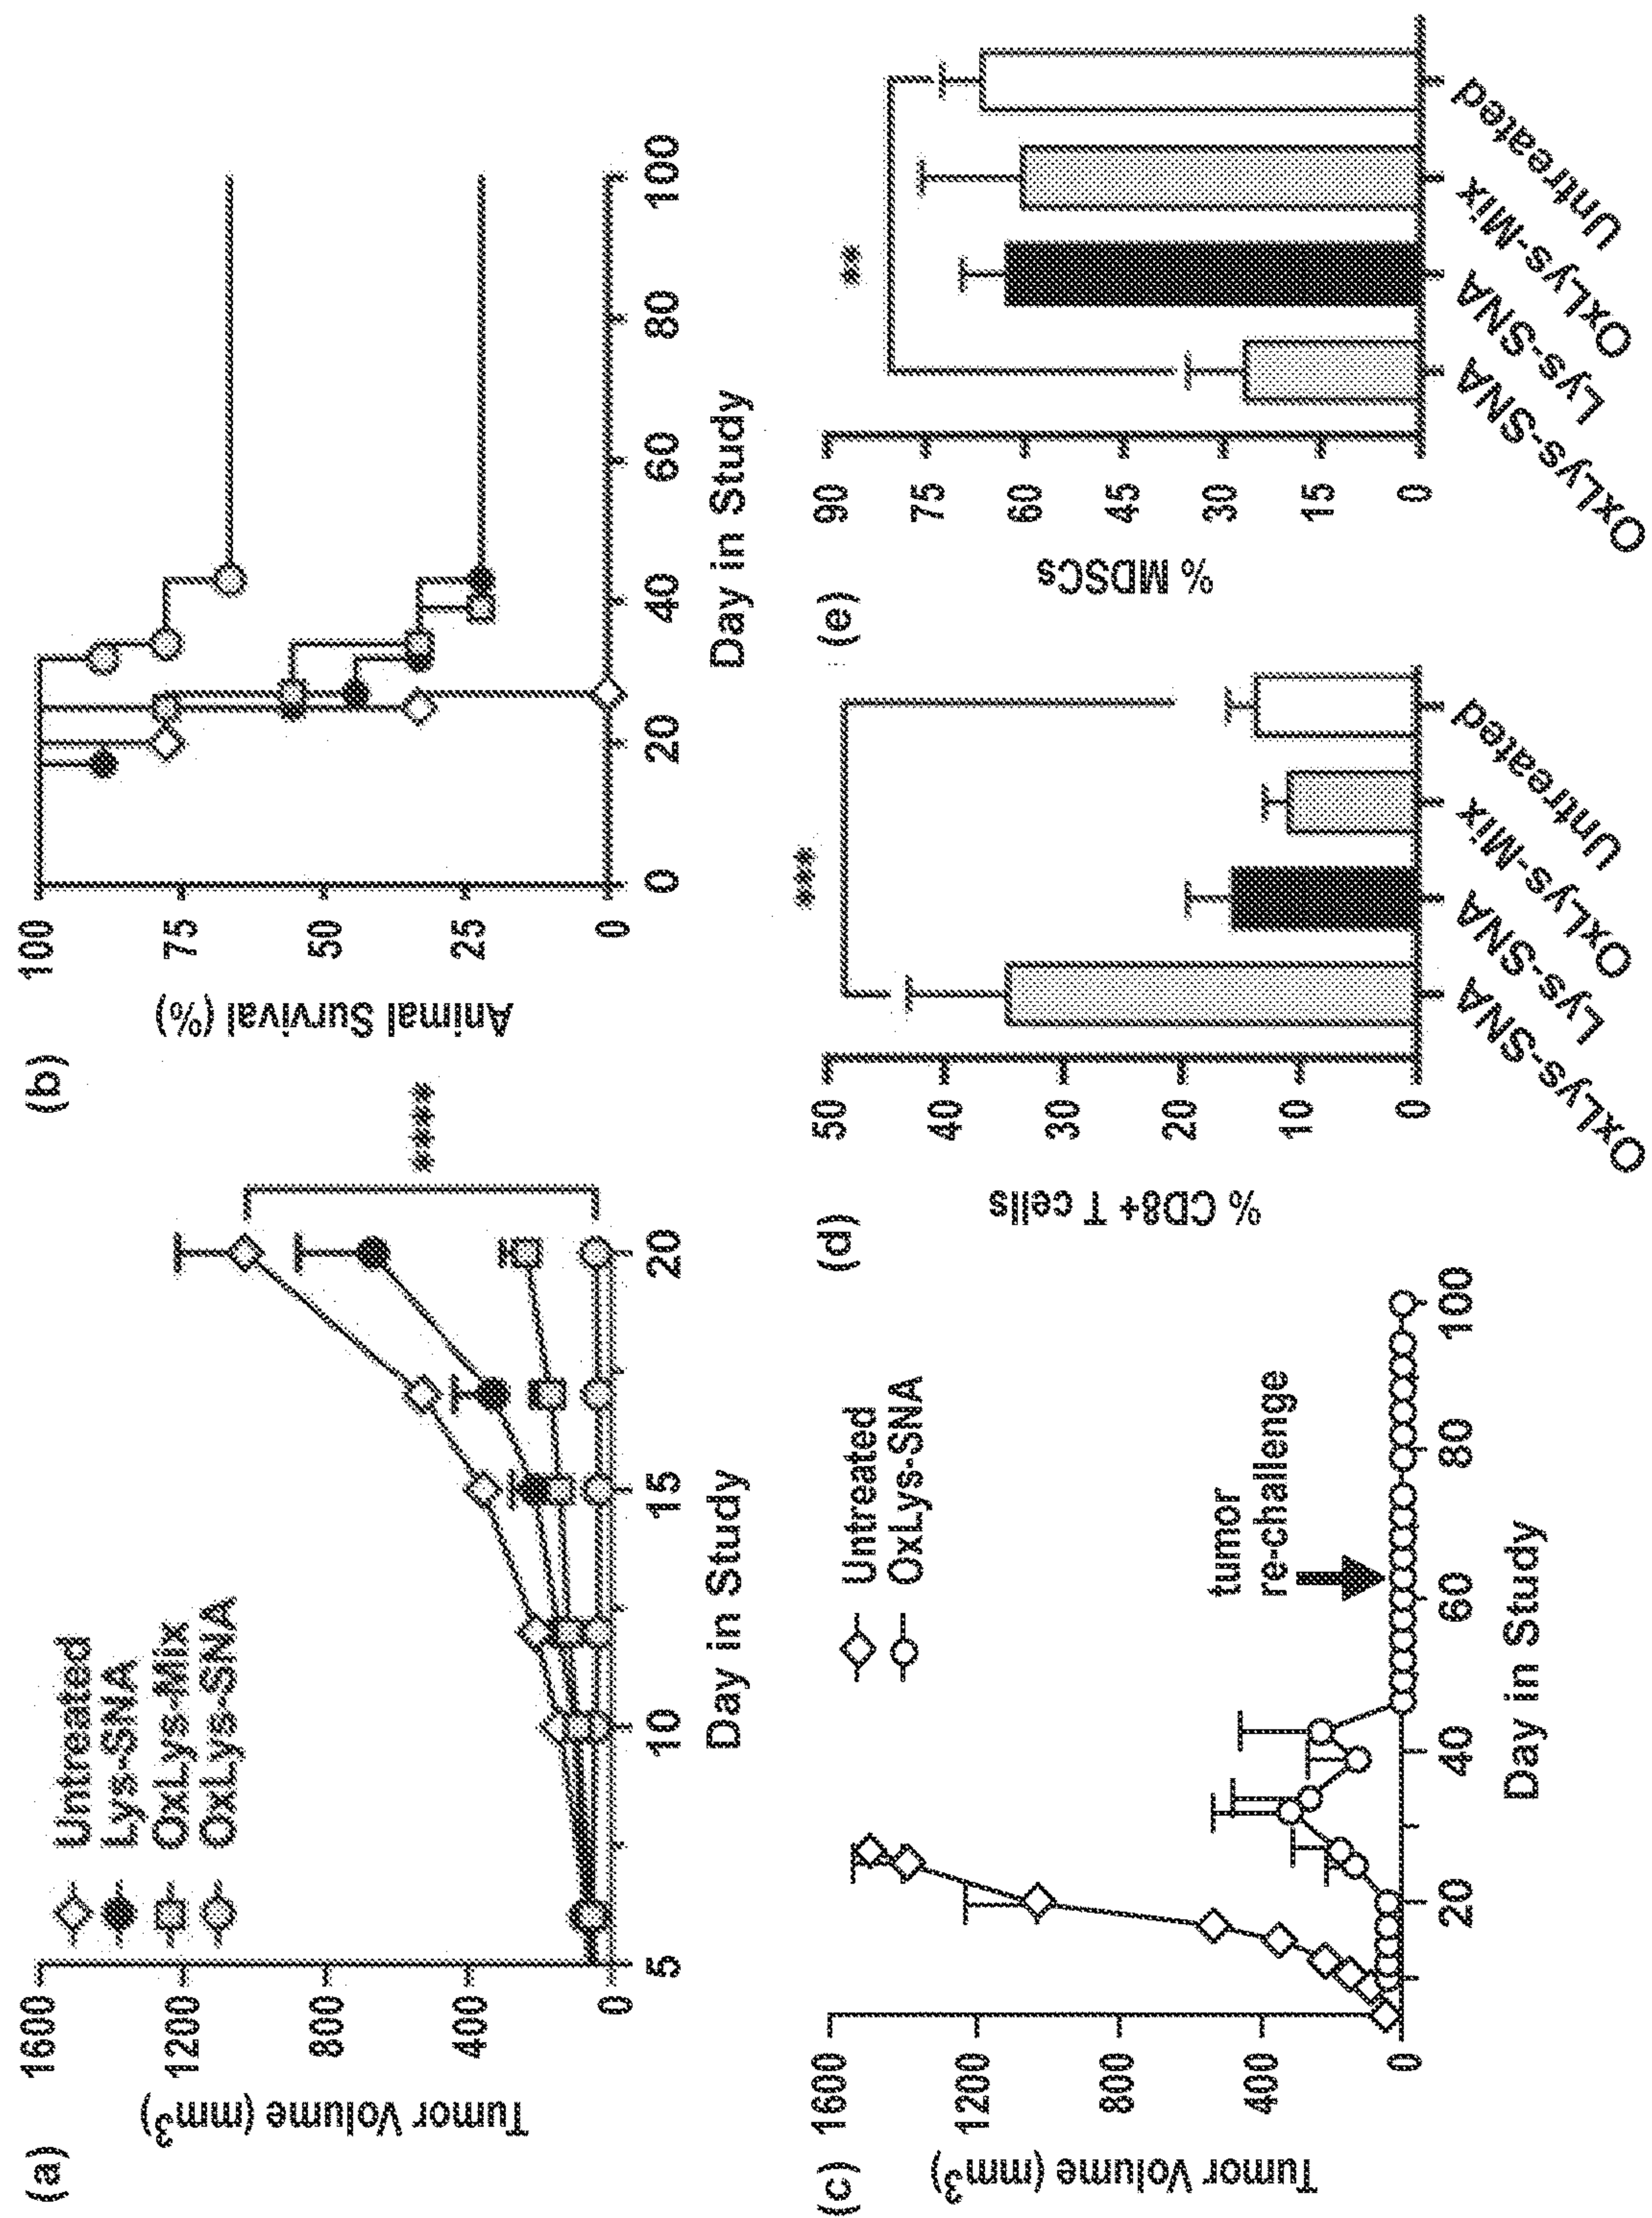 (a)
Tumor Volume (mm3)
1600
1200
800
400
0
Untreated
Lys-SNA
OxLys-Mix
OxLys-SNA
****
5
10
15
20
Day in Study
(b)
Animal Survival (%)
100
75
50
25
0
0
20
40
60
80
100
Day in Study
(c)
Tumor Volume (mm3)
1600
1200
800
400
0
Untreated
OxLys-SNA
tumor
re-challenge
20
40
60
80
100
Day in Study
(d)
% CD8+ T cells
50
40
30
20
10
0
***
OxLys-SNA
Lys-SNA
OxLys-Mix
Untreated
(e)
% MDSCs
90
75
60
45
30
15
0
**
OxLys-SNA
Lys-SNA
OxLys-Mix
Untreated